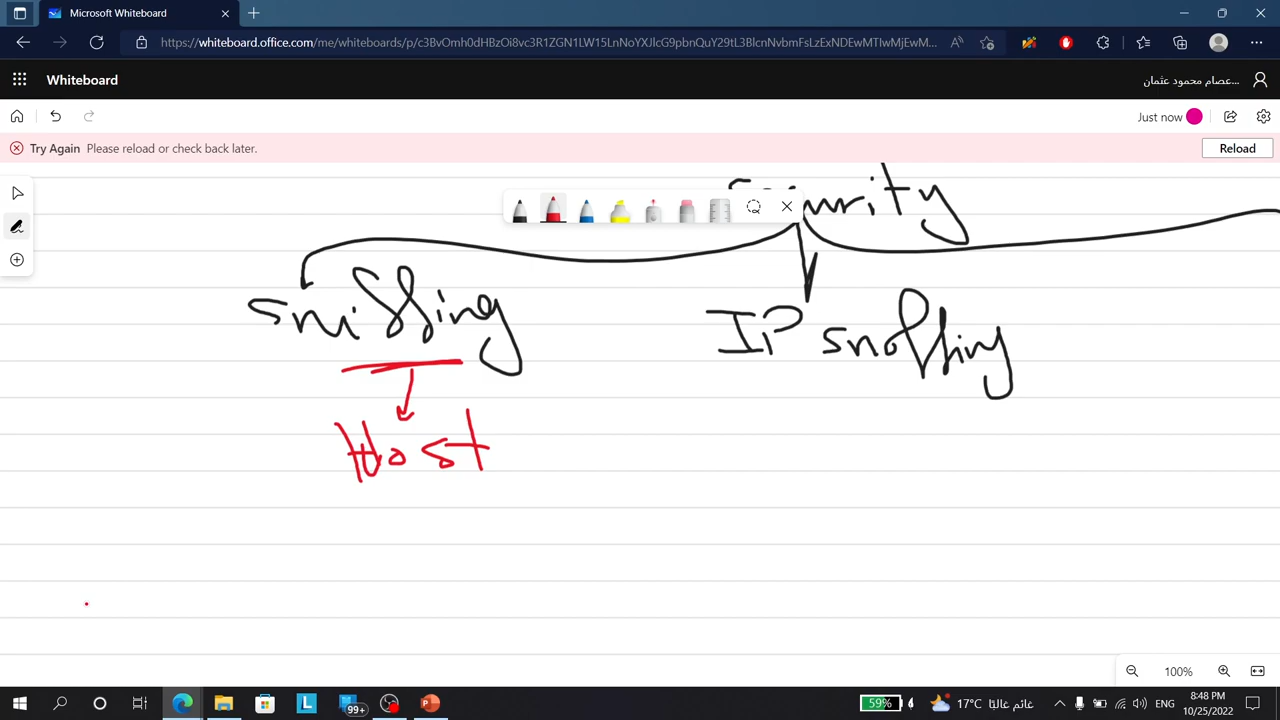 Microsoft Whiteboard
https://whiteboard.office.com/me/whiteboards/p/c3BvOmh0dHBzOi8vc3R1ZGN1LW15LnNoYXJlcG9pbnQuY29tL3BlcnNvbmFsLzExNDEwMTIwMjEwM...
Whiteboard
عصام محمود عثمان...
Just now
Try Again Please reload or check back later.
Reload
Security
Sniffing
IP snoffing
Host
100%
L
99+
59%
17°C غائم غالبًا
ENG
8:48 PM
10/25/2022